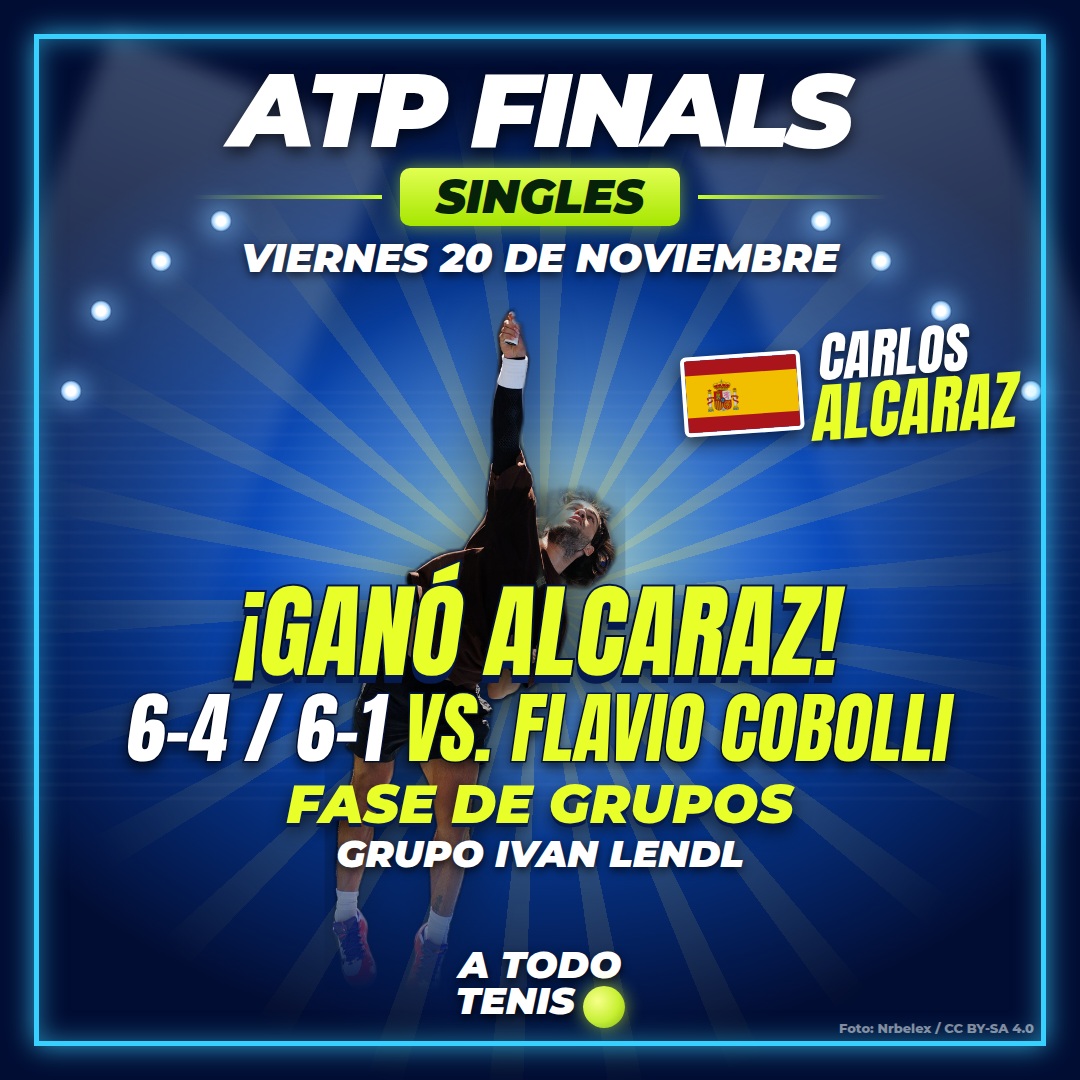 ATP FINALS
SINGLES
VIERNES 20 DE NOVIEMBRE
CARLOS
ALCARAZ
¡GANÓ ALCARAZ!
6-4 / 6-1 VS. FLAVIO COBOLLI
FASE DE GRUPOS
GRUPO IVAN LENDL
A TODO
TENIS
Foto: Nrbelex / CC BY-SA 4.0